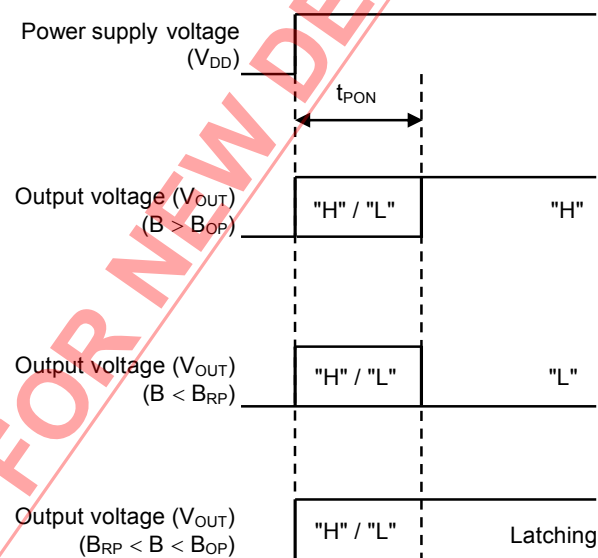 Power supply voltage
(VDD)
tPON
Output voltage (VOUT)
(B > BOP)
"H" / "L"
"H"
Output voltage (VOUT)
(B < BRP)
"H" / "L"
"L"
Output voltage (VOUT)
(BRP < B < BOP)
"H" / "L"
Latching
FOR NEW DE